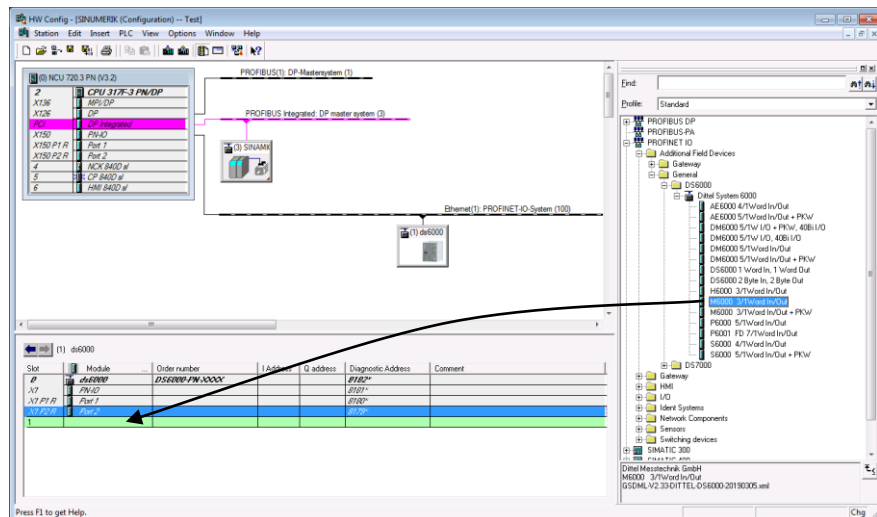 HW Config - [SINUMERIK (Configuration) -- Test]
Station Edit Insert PLC View Options Window Help
(0) NCU 720.3 PN (V3.2)
2 CPU 317F-3 PN/DP
X136 MPI/DP
X126 DP
PCI DP integrated
X150 PN-IO
X150 P1 R Port 1
X150 P2 R Port 2
4 NCK 840D sl
5 CP 840D sl
6 HMI 840D sl
PROFIBUS(1): DP-Mastersystem (1)
PROFIBUS Integrated: DP master system (3)
(3) SINAMI
Ethernet(1): PROFINET-IO-System (100)
(1) ds6000
(1) ds6000
Slot Module ... Order number I Address Q address Diagnostic Address Comment
0 ds6000 DS6000-PN-XXXX 8182*
X1 PN-IO 8181*
X1 P1 R Port 1 8180*
X1 P2 R Port 2 8179*
1
Press F1 to get Help.
Find:
Profile: Standard
PROFIBUS DP
PROFIBUS-PA
PROFINET IO
Additional Field Devices
Gateway
General
DS6000
Dittel System 6000
AE6000 4/1Word In/Out
AE6000 5/1Word In/Out + PKW
DM6000 5/1W I/O + PKW, 40Bi I/O
DM6000 5/1W I/O, 40Bi I/O
DM6000 5/1Word In/Out
DM6000 5/1Word In/Out + PKW
DS6000 1 Word In, 1 Word Out
DS6000 2 Byte In, 2 Byte Out
H6000 3/1Word In/Out
M6000 3/1Word In/Out
M6000 3/1Word In/Out + PKW
P6000 5/1Word In/Out
P6001 FD 7/1Word In/Out
S6000 4/1Word In/Out
S6000 5/1Word In/Out + PKW
DS7000
Gateway
HMI
I/O
Ident Systems
Network Components
Sensors
Switching devices
SIMATIC 300
Dittel Messtechnik GmbH
M6000 3/1Word In/Out
GSDML-V2.33-DITTEL-DS6000-20190305.xml
Chg